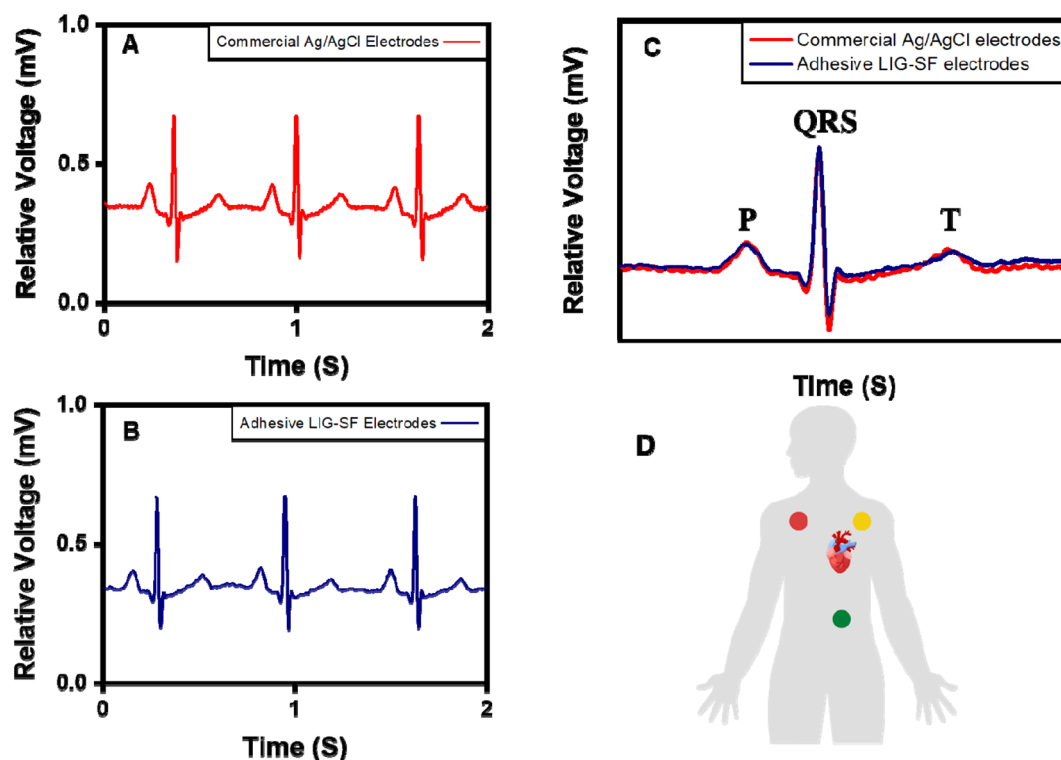 A
Commercial Ag/AgCl Electrodes
1.0
0.5
0.0
Relative Voltage (mV)
0
1
2
Time (S)
B
Adhesive LIG-SF Electrodes
1.0
0.5
0.0
Relative Voltage (mV)
0
1
2
Time (S)
C
Commercial Ag/AgCl electrodes
Adhesive LIG-SF electrodes
QRS
P
T
Relative Voltage (mV)
Time (S)
D